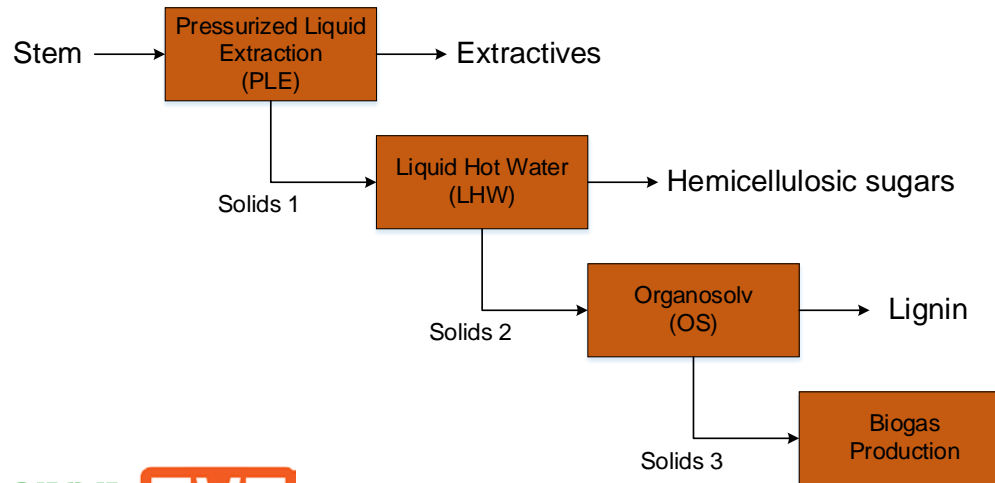 Pressurized Liquid
Extraction
(PLE)
Stem
Extractives
Liquid Hot Water
(LHW)
Hemicellulosic sugars
Solids 1
Organosolv
(OS)
Lignin
Solids 2
Biogas
Production
Solids 3